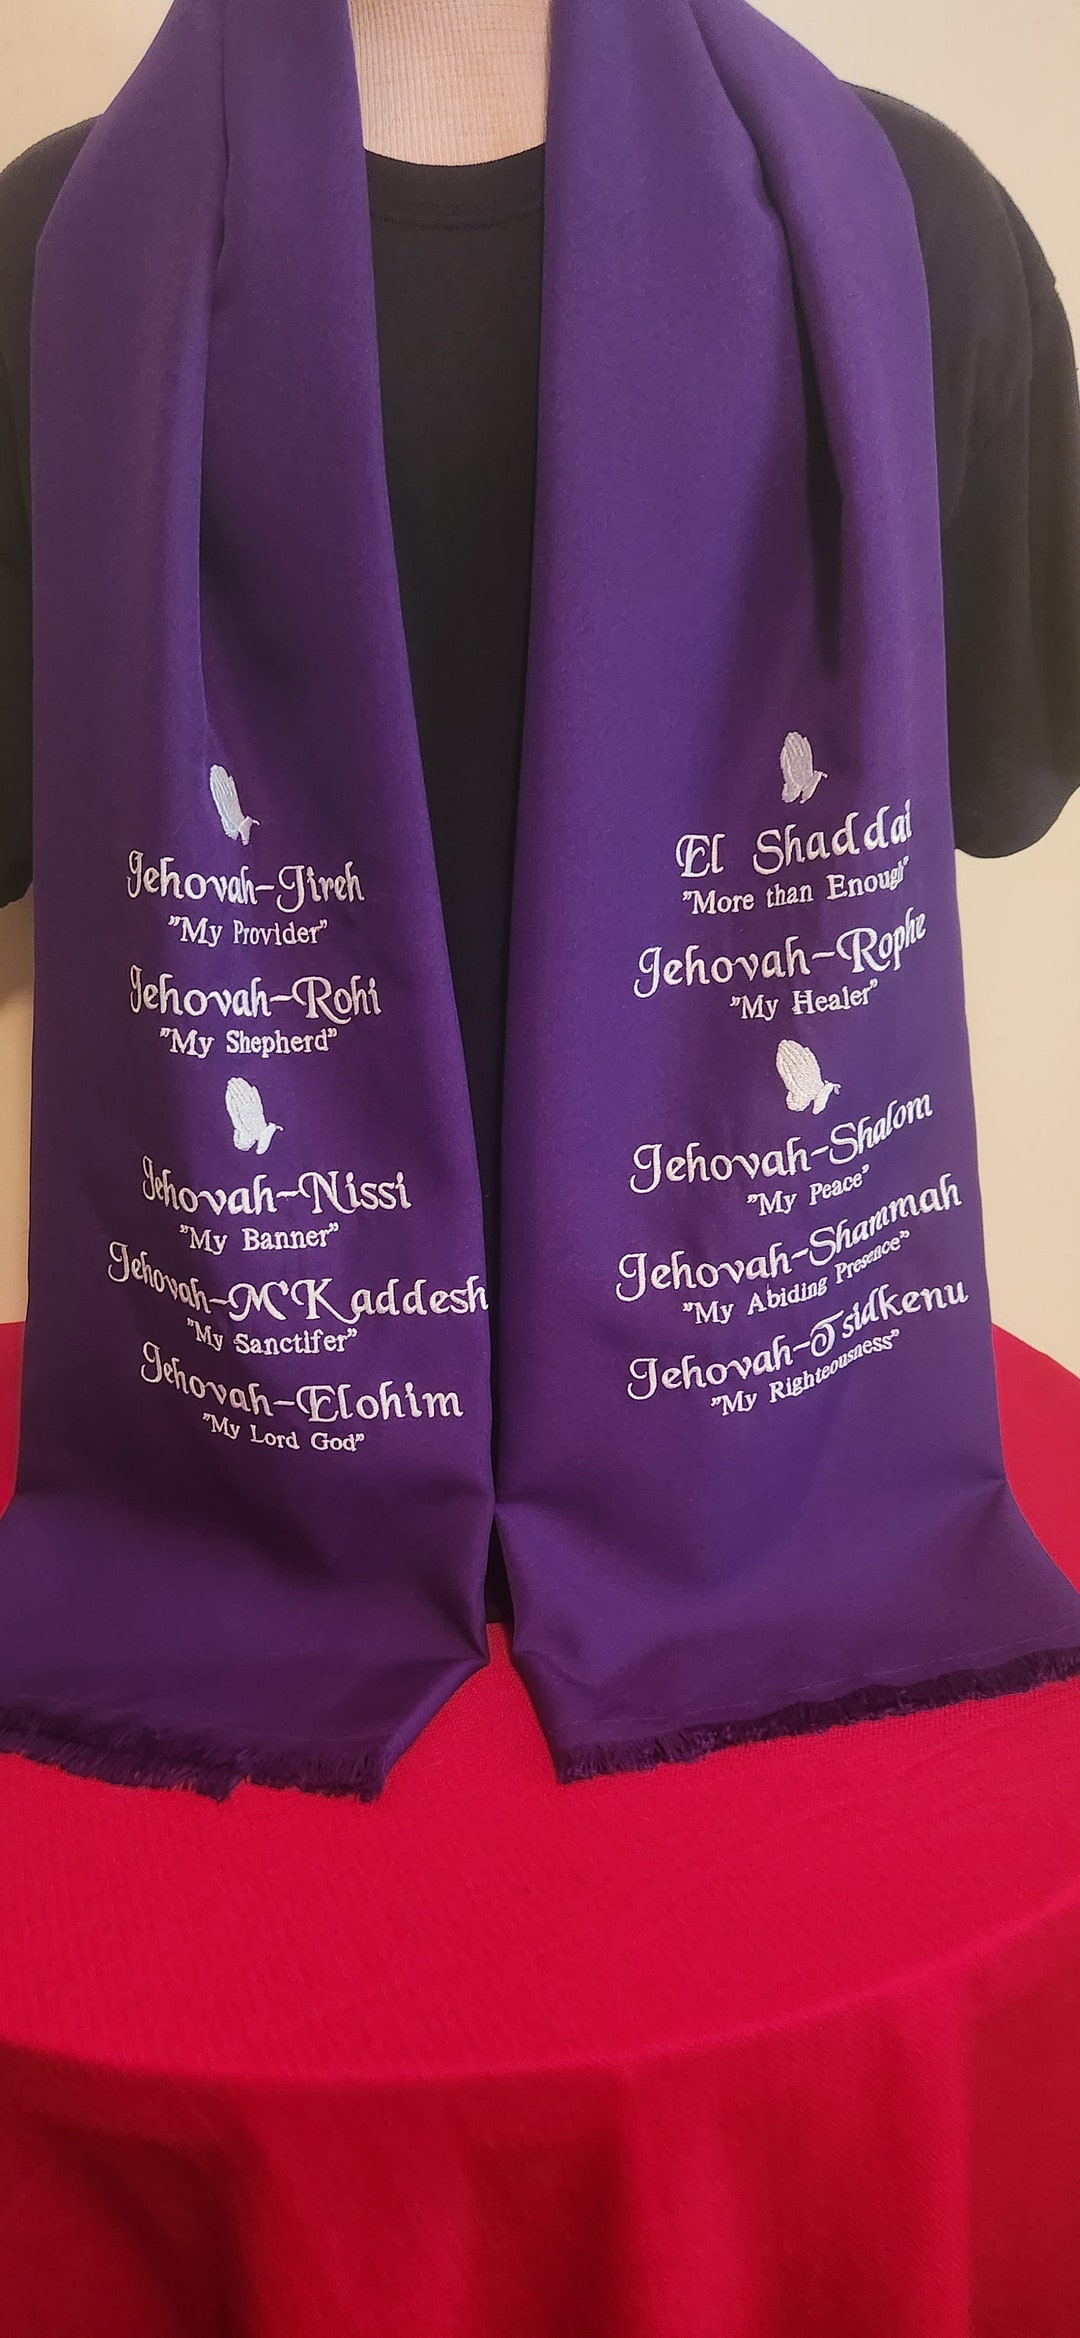 Jehovah-Jireh
"My Provider"
Jehovah-Rohi
"My Shepherd"
Jehovah-Nissi
"My Banner"
Jehovah-M'Kaddesh
"My Sanctifer"
Jehovah-Elohim
"My Lord God"
El Shaddai
"More than Enough"
Jehovah-Rophe
"My Healer"
Jehovah-Shalom
"My Peace"
Jehovah-Shammah
"My Abiding Presence"
Jehovah-Tsidkenu
"My Righteousness"